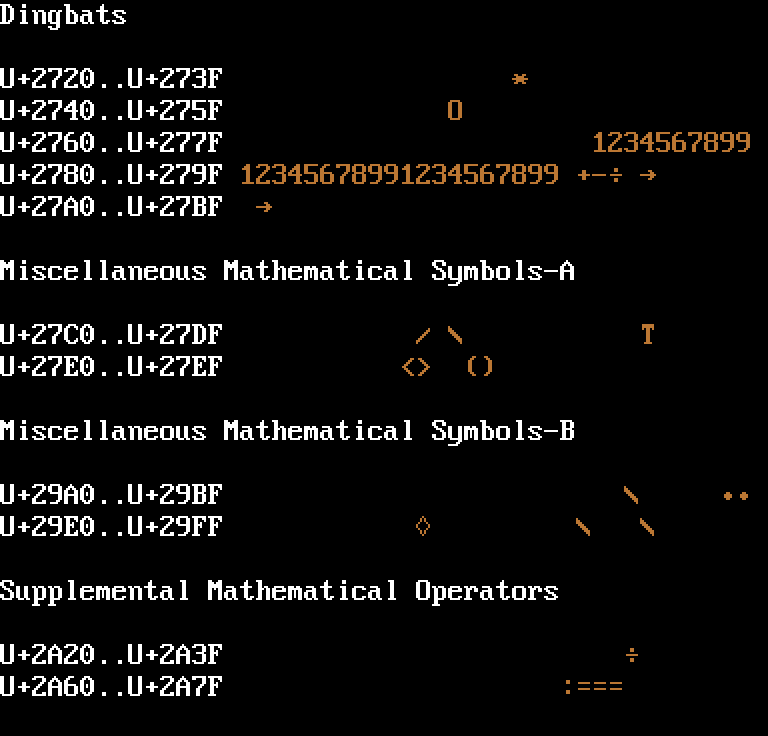 Dingbats
U+2720..U+273F *
U+2740..U+275F O
U+2760..U+277F 1234567899
U+2780..U+279F 12345678991234567899 +−÷ →
U+27A0..U+27BF →
Miscellaneous Mathematical Symbols-A
U+27C0..U+27DF / \ T
U+27E0..U+27EF <> ()
Miscellaneous Mathematical Symbols-B
U+29A0..U+29BF \ ••
U+29E0..U+29FF ◊ \ \
Supplemental Mathematical Operators
U+2A20..U+2A3F ÷
U+2A60..U+2A7F :===